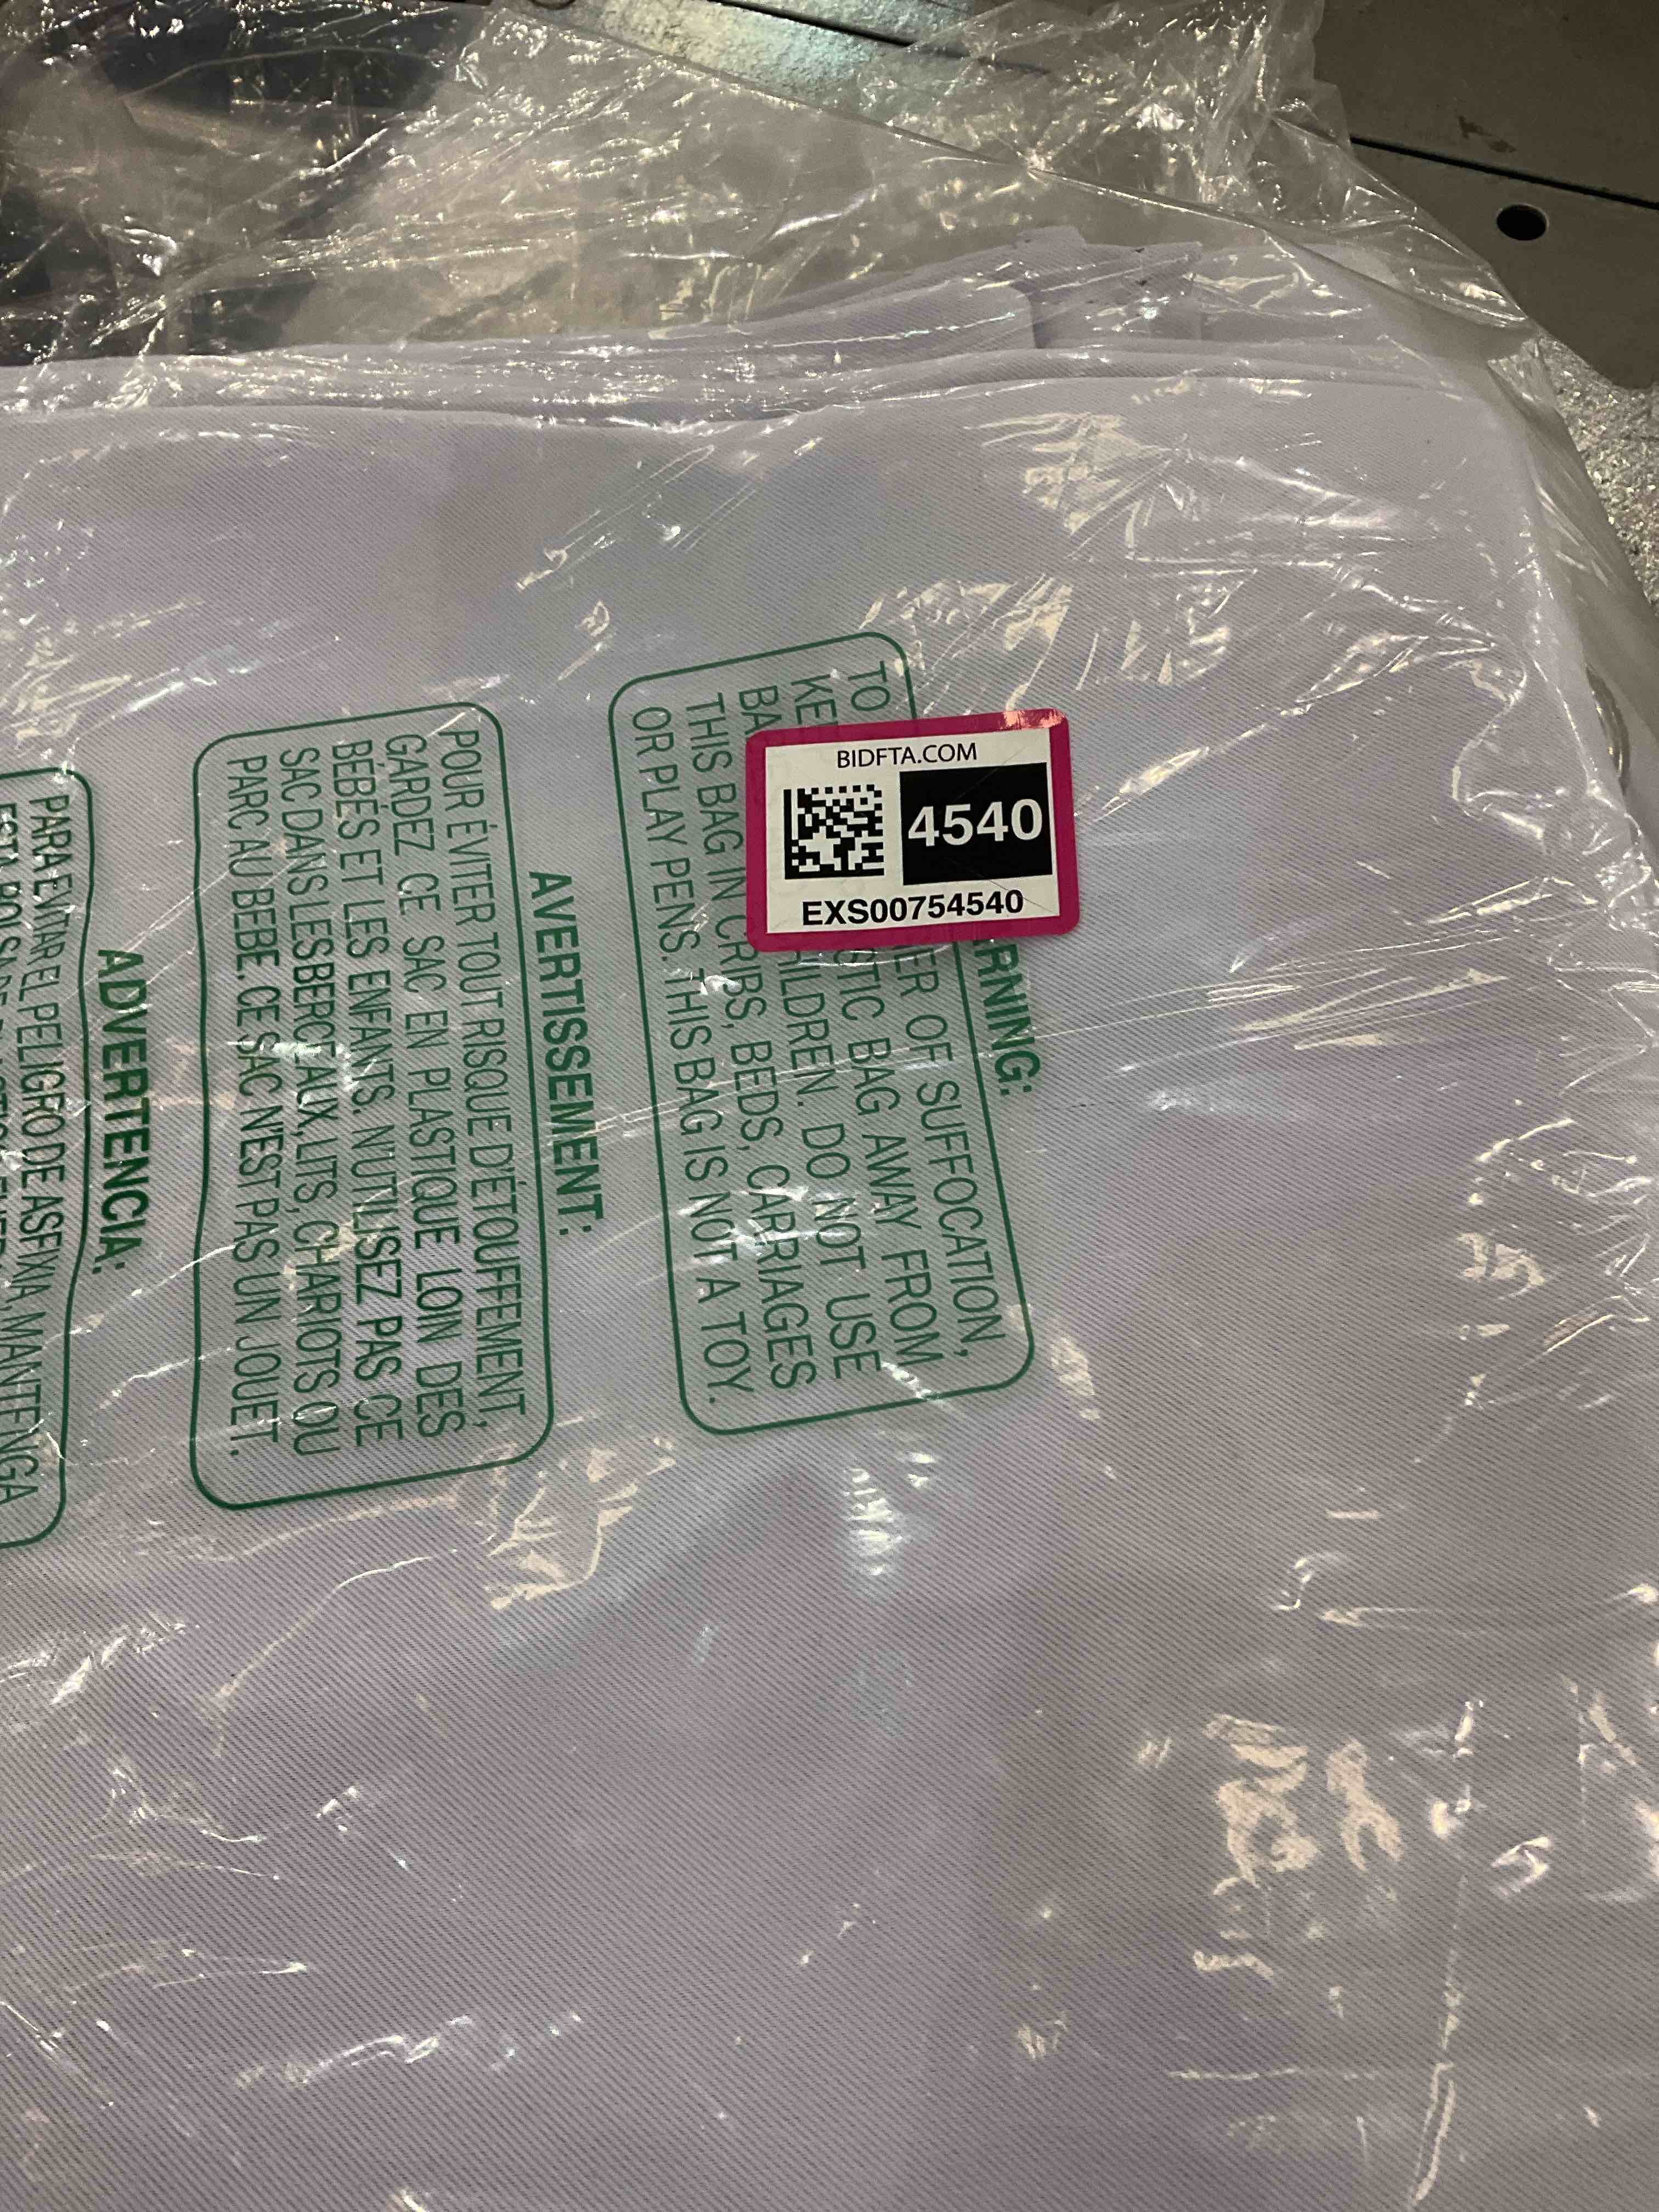 BIDFTA.COM
4540
EXS00754540
ARNING:
TO
ER OF SUFFOCATION,
KE
TIC BAG AWAY FROM
BA
HILDREN. DO NOT USE
THIS BAG IN CRIBS, BEDS, CARRIAGES
OR PLAY PENS. THIS BAG IS NOT A TOY.
AVERTISSEMENT:
POUR ÉVITER TOUT RISQUE D'ÉTOUFFEMENT,
GARDEZ CE SAC EN PLASTIQUE LOIN DES
BÉBÉS ET LES ENFANTS. N'UTILISEZ PAS CE
SAC DANS LES BERCEAUX, LITS, CHARIOTS OU
PARC AU BEBE. CE SAC N'EST PAS UN JOUET.
ADVERTENCIA:
PARA EVITAR EL PELIGRO DE ASFIXIA, MANTENGA